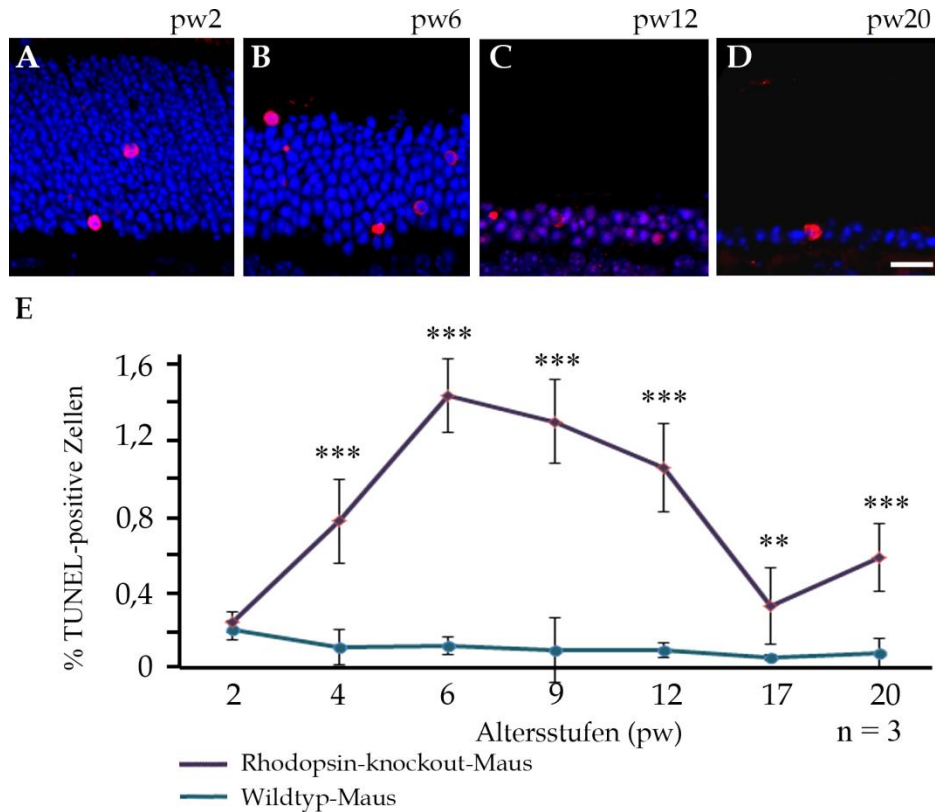 pw2 pw6 pw12 pw20
A B C D
E
*** *** *** *** ** ***
% TUNEL-positive Zellen
1,6
1,2
0,8
0,4
0
2 4 6 9 12 17 20
Altersstufen (pw) n = 3
Rhodopsin-knockout-Maus
Wildtyp-Maus